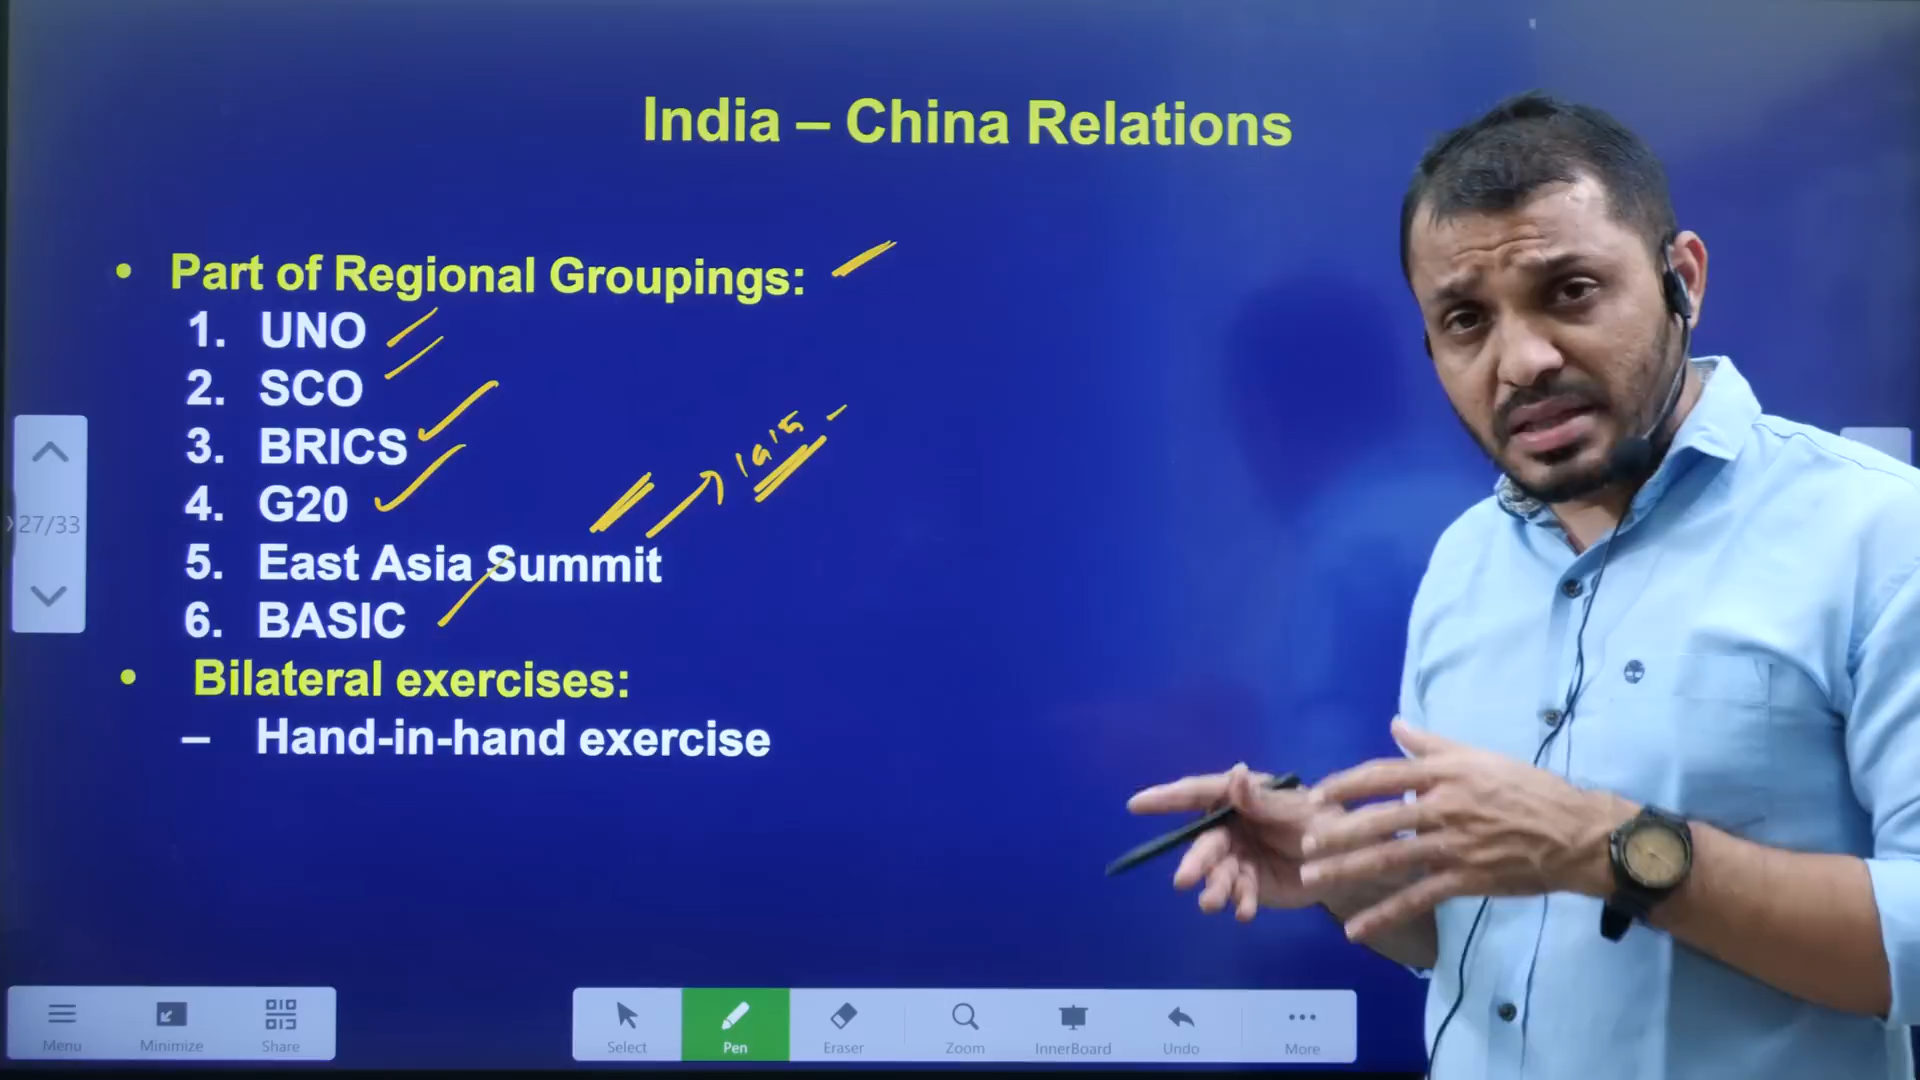 India – China Relations
• Part of Regional Groupings:
1. UNO
2. SCO
3. BRICS
4. G20
5. East Asia Summit
6. BASIC
• Bilateral exercises:
– Hand-in-hand exercise
27/33
Menu Minimize Share
Select Pen Eraser Zoom InnerBoard Undo More